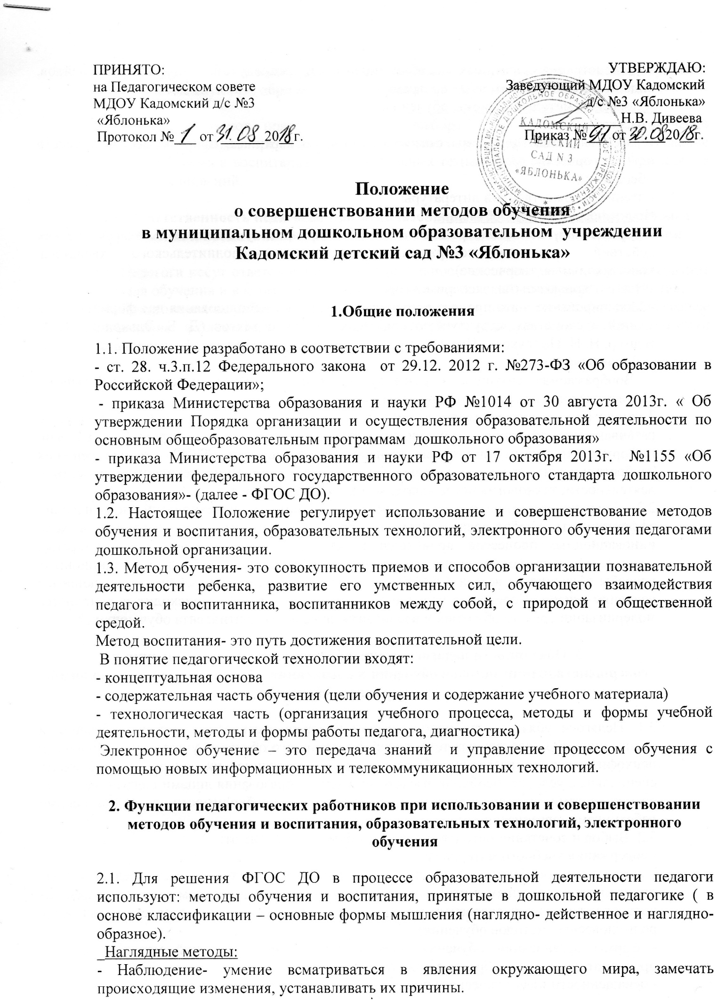 ПРИНЯТО:
на Педагогическом совете
МДОУ Кадомский д/с №3
«Яблонька»
Протокол № 1 от 31.08 2018г.
УТВЕРЖДАЮ:
Заведующий МДОУ Кадомский
д/с №3 «Яблонька»
Н.В. Дивеева
Приказ № 91 от 30.08 2018г.
КАДОМСКИЙ
ДЕТСКИЙ
САД N 3
«ЯБЛОНЬКА»
Положение
о совершенствовании методов обучения
в муниципальном дошкольном образовательном учреждении
Кадомский детский сад №3 «Яблонька»
1.Общие положения
1.1. Положение разработано в соответствии с требованиями:
- ст. 28. ч.3.п.12 Федерального закона от 29.12. 2012 г. №273-ФЗ «Об образовании в
Российской Федерации»;
- приказа Министерства образования и науки РФ №1014 от 30 августа 2013г. « Об
утверждении Порядка организации и осуществления образовательной деятельности по
основным общеобразовательным программам дошкольного образования»
- приказа Министерства образования и науки РФ от 17 октября 2013г. №1155 «Об
утверждении федерального государственного образовательного стандарта дошкольного
образования»- (далее - ФГОС ДО).
1.2. Настоящее Положение регулирует использование и совершенствование методов
обучения и воспитания, образовательных технологий, электронного обучения педагогами
дошкольной организации.
1.3. Метод обучения- это совокупность приемов и способов организации познавательной
деятельности ребенка, развитие его умственных сил, обучающего взаимодействия
педагога и воспитанника, воспитанников между собой, с природой и общественной
средой.
Метод воспитания- это путь достижения воспитательной цели.
В понятие педагогической технологии входят:
- концептуальная основа
- содержательная часть обучения (цели обучения и содержание учебного материала)
- технологическая часть (организация учебного процесса, методы и формы учебной
деятельности, методы и формы работы педагога, диагностика)
Электронное обучение – это передача знаний и управление процессом обучения с
помощью новых информационных и телекоммуникационных технологий.
2. Функции педагогических работников при использовании и совершенствовании
методов обучения и воспитания, образовательных технологий, электронного
обучения
2.1. Для решения ФГОС ДО в процессе образовательной деятельности педагоги
используют: методы обучения и воспитания, принятые в дошкольной педагогике ( в
основе классификации – основные формы мышления (наглядно- действенное и наглядно-
образное).
_Наглядные методы:
- Наблюдение- умение всматриваться в явления окружающего мира, замечать
происходящие изменения, устанавливать их причины.